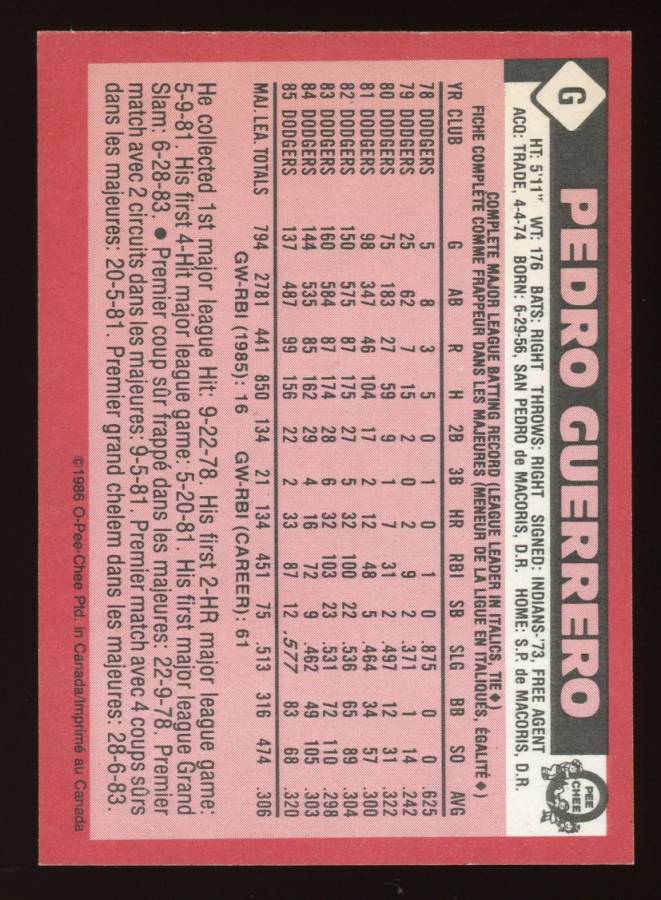 G
PEDRO GUERRERO
O PEE CHEE
HT: 5'11" WT: 176 BATS: RIGHT THROWS: RIGHT SIGNED: INDIANS-'73, FREE AGENT
ACQ: TRADE, 4-4-74 BORN: 6-29-56, SAN PEDRO de MACORIS, D.R. HOME: S.P. de MACORIS, D.R.
COMPLETE MAJOR LEAGUE BATTING RECORD (LEAGUE LEADER IN ITALICS, TIE ♦)
FICHE COMPLÈTE COMME FRAPPEUR DANS LES MAJEURES (MENEUR DE LA LIGUE EN ITALIQUES, ÉGALITÉ ♦)
YR CLUB G AB R H 2B 3B HR RBI SB SLG BB SO AVG
78 DODGERS 5 8 3 5 0 1 0 1 0 .875 0 0 .625
79 DODGERS 25 62 7 15 2 0 2 9 2 .371 1 14 .242
80 DODGERS 75 183 27 59 9 1 7 31 2 .497 12 31 .322
81 DODGERS 98 347 46 104 17 2 12 48 5 .464 34 57 .300
82 DODGERS 150 575 87 175 27 5 32 100 22 .536 65 89 .304
83 DODGERS 160 584 87 174 28 6 32 103 23 .531 72 110 .298
84 DODGERS 144 535 85 162 29 4 16 72 9 .462 49 105 .303
85 DODGERS 137 487 99 156 22 2 33 87 12 .577 83 68 .320
MAJ. LEA. TOTALS 794 2781 441 850 134 21 134 451 75 .513 316 474 .306
GW-RBI (1985): 16 GW-RBI (CAREER): 61
He collected 1st major league Hit: 9-22-78. His first 2-HR major league game:
5-9-81. His first 4-Hit major league game: 5-20-81. His first major league Grand
Slam: 6-28-83. ● Premier coup sûr frappé dans les majeures: 22-9-78. Premier
match avec 2 circuits dans les majeures: 9-5-81. Premier match avec 4 coups sûrs
dans les majeures: 20-5-81. Premier grand chelem dans les majeures: 28-6-83.
©1986 O-Pee-Chee Ptd. in Canada/Imprimé au Canada